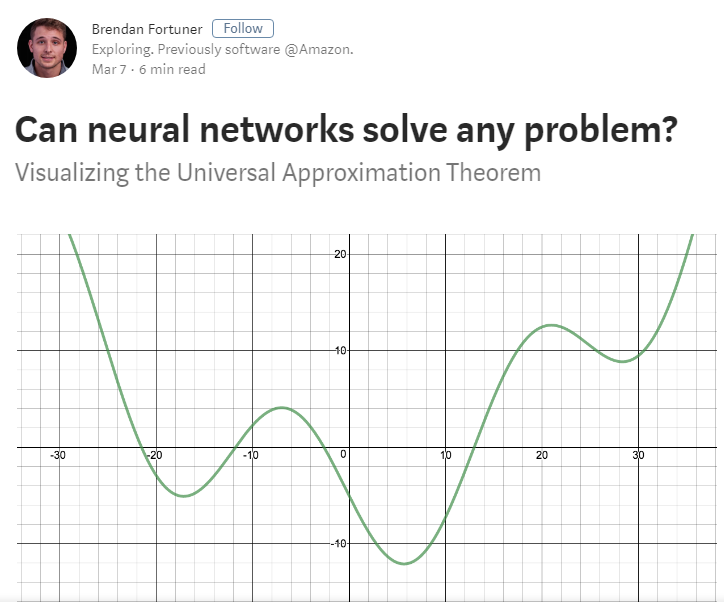 Brendan Fortuner Follow
Exploring. Previously software @Amazon.
Mar 7 · 6 min read
Can neural networks solve any problem?
Visualizing the Universal Approximation Theorem
20
10
-30 -20 -10 0 10 20 30
-10